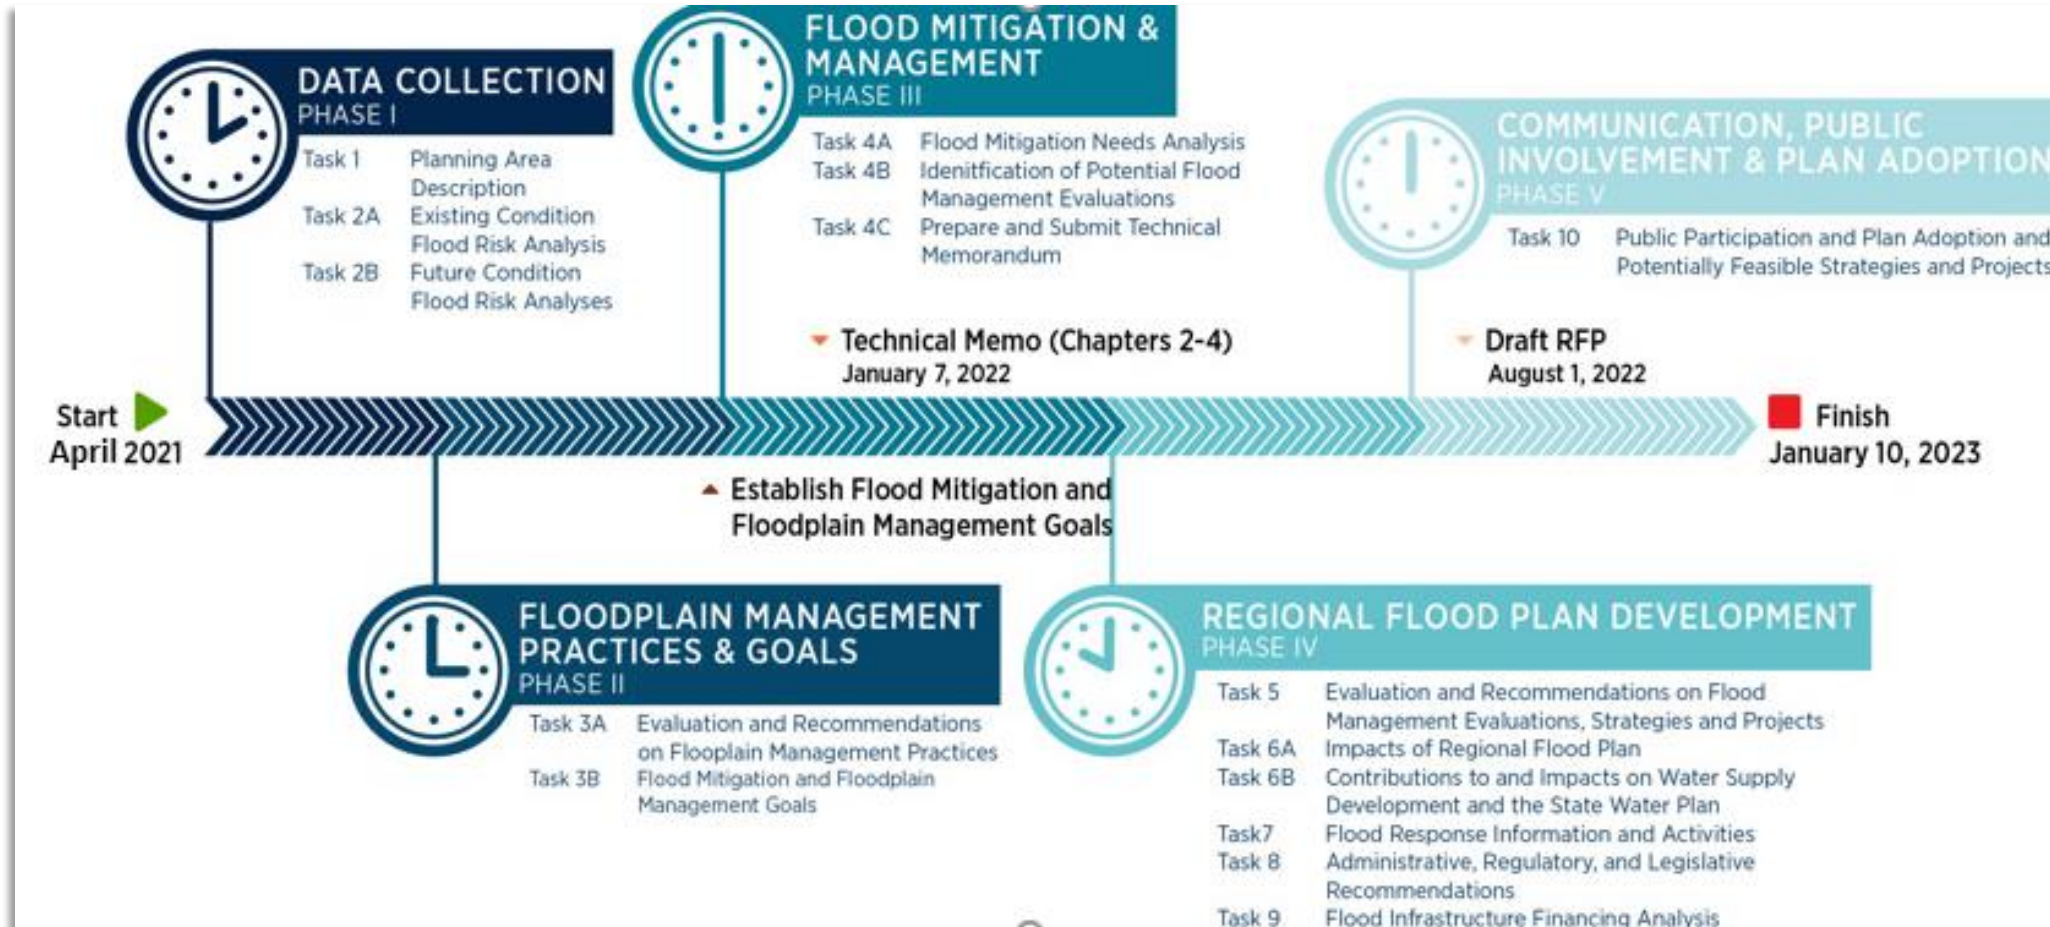 DATA COLLECTION
PHASE I
Task 1 Planning Area
Description
Task 2A Existing Condition
Flood Risk Analysis
Task 2B Future Condition
Flood Risk Analyses
FLOOD MITIGATION &
MANAGEMENT
PHASE III
Task 4A Flood Mitigation Needs Analysis
Task 4B Idenitfication of Potential Flood
Management Evaluations
Task 4C Prepare and Submit Technical
Memorandum
COMMUNICATION, PUBLIC
INVOLVEMENT & PLAN ADOPTION
PHASE V
Task 10 Public Participation and Plan Adoption and
Potentially Feasible Strategies and Projects
Technical Memo (Chapters 2-4)
January 7, 2022
Draft RFP
August 1, 2022
Start
April 2021
Finish
January 10, 2023
Establish Flood Mitigation and
Floodplain Management Goals
FLOODPLAIN MANAGEMENT
PRACTICES & GOALS
PHASE II
Task 3A Evaluation and Recommendations
on Flooplain Management Practices
Task 3B Flood Mitigation and Floodplain
Management Goals
REGIONAL FLOOD PLAN DEVELOPMENT
PHASE IV
Task 5 Evaluation and Recommendations on Flood
Management Evaluations, Strategies and Projects
Task 6A Impacts of Regional Flood Plan
Task 6B Contributions to and Impacts on Water Supply
Development and the State Water Plan
Task7 Flood Response Information and Activities
Task 8 Administrative, Regulatory, and Legislative
Recommendations
Task 9 Flood Infrastructure Financing Analysis